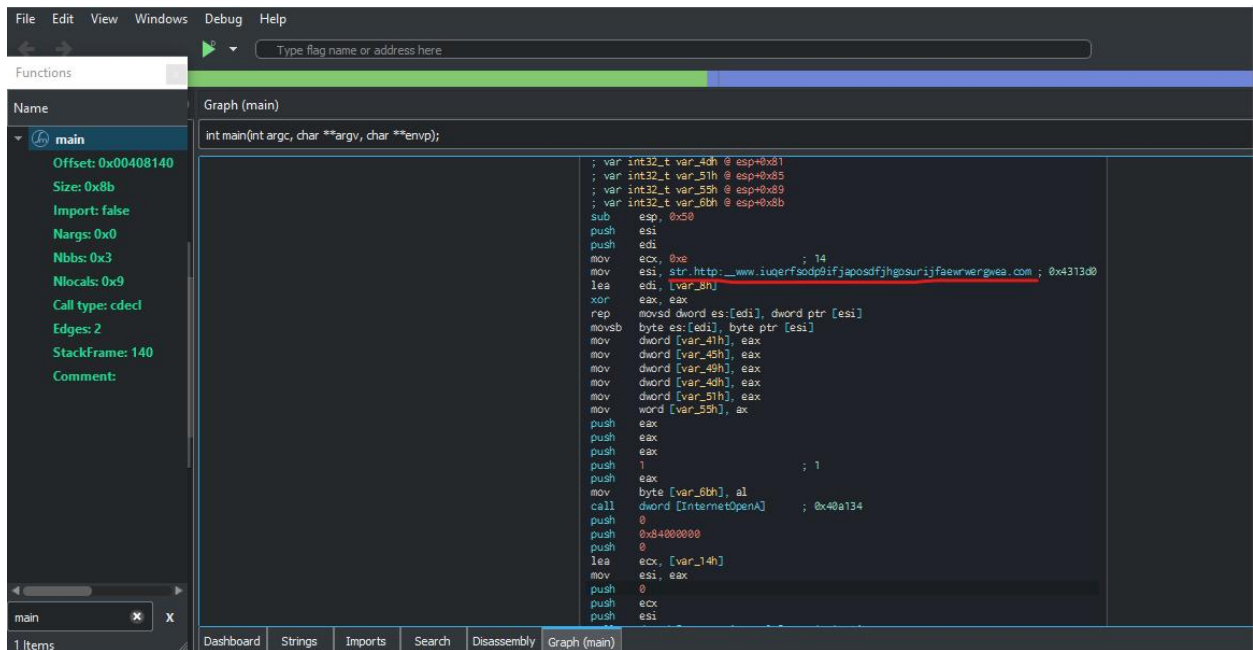 File Edit View Windows Debug Help
Type flag name or address here
Functions
Name
main
Offset: 0x00408140
Size: 0x8b
Import: false
Nargs: 0x0
Nbbs: 0x3
Nlocals: 0x9
Call type: cdecl
Edges: 2
StackFrame: 140
Comment:
main
X
1 Items
Graph (main)
int main(int argc, char **argv, char **envp);
; var int32_t var_4dh @ esp+0x81
; var int32_t var_51h @ esp+0x85
; var int32_t var_55h @ esp+0x89
; var int32_t var_6bh @ esp+0x8b
sub esp, 0x50
push esi
push edi
mov ecx, 0xe ; 14
mov esi, str.http:__www.iuqerfsodp9ifjaposdfjhgosurijfaewrwergwea.com ; 0x4313d0
lea edi, [var_8h]
xor eax, eax
rep movsd dword es:[edi], dword ptr [esi]
movsb byte es:[edi], byte ptr [esi]
mov dword [var_41h], eax
mov dword [var_45h], eax
mov dword [var_49h], eax
mov dword [var_4dh], eax
mov dword [var_51h], eax
mov word [var_55h], ax
push eax
push eax
push eax
push 1 ; 1
push eax
mov byte [var_6bh], al
call dword [InternetOpenA] ; 0x40a134
push 0
push 0x84000000
push 0
lea ecx, [var_14h]
mov esi, eax
push 0
push ecx
push esi
Dashboard Strings Imports Search Disassembly Graph (main)